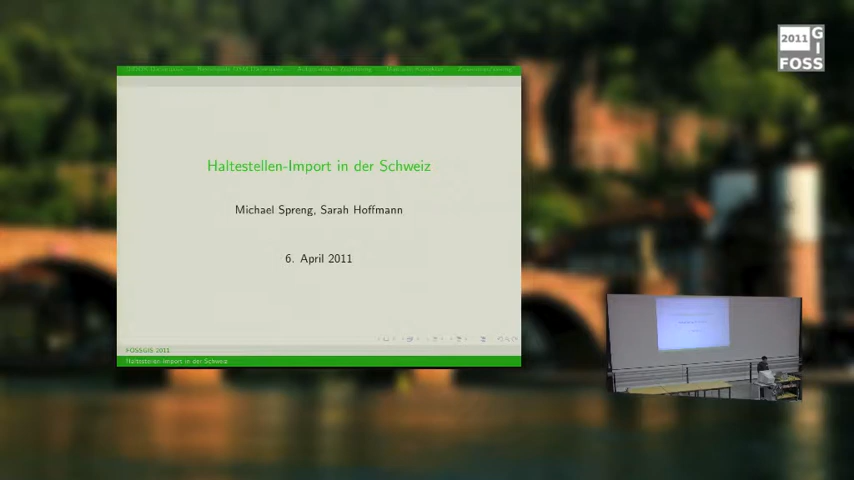 2011
GI
FOSS
Haltestellen-Import in der Schweiz
Michael Spreng, Sarah Hoffmann
6. April 2011
FOSSGIS 2011
Haltestellen-Import in der Schweiz